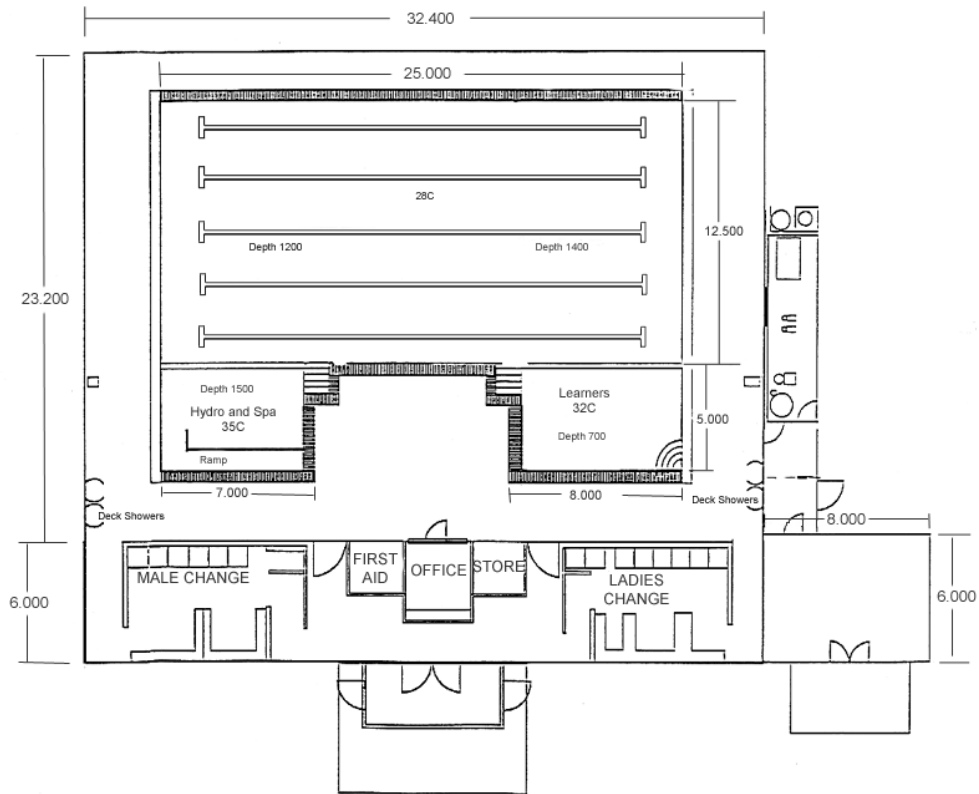 32.400
25.000
28C
Depth 1200
Depth 1400
12.500
23.200
Depth 1500
Hydro and Spa
35C
Ramp
Learners
32C
Depth 700
5.000
7.000
8.000
Deck Showers
Deck Showers
8.000
6.000
MALE CHANGE
FIRST
AID
OFFICE
STORE
LADIES
CHANGE
6.000